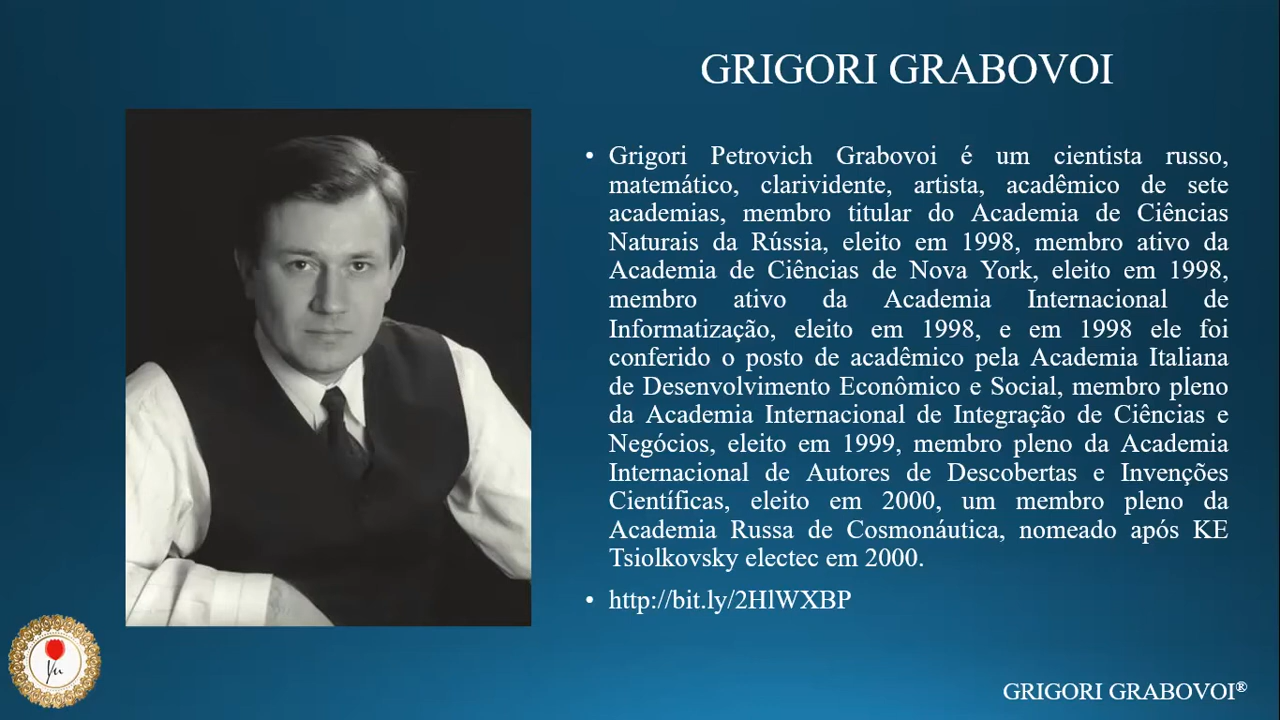 GRIGORI GRABOVOI
• Grigori Petrovich Grabovoi é um cientista russo,
matemático, clarividente, artista, acadêmico de sete
academias, membro titular do Academia de Ciências
Naturais da Rússia, eleito em 1998, membro ativo da
Academia de Ciências de Nova York, eleito em 1998,
membro ativo da Academia Internacional de
Informatização, eleito em 1998, e em 1998 ele foi
conferido o posto de acadêmico pela Academia Italiana
de Desenvolvimento Econômico e Social, membro pleno
da Academia Internacional de Integração de Ciências e
Negócios, eleito em 1999, membro pleno da Academia
Internacional de Autores de Descobertas e Invenções
Científicas, eleito em 2000, um membro pleno da
Academia Russa de Cosmonáutica, nomeado após KE
Tsiolkovsky electec em 2000.
• http://bit.ly/2HlWXBP
GRIGORI GRABOVOI®